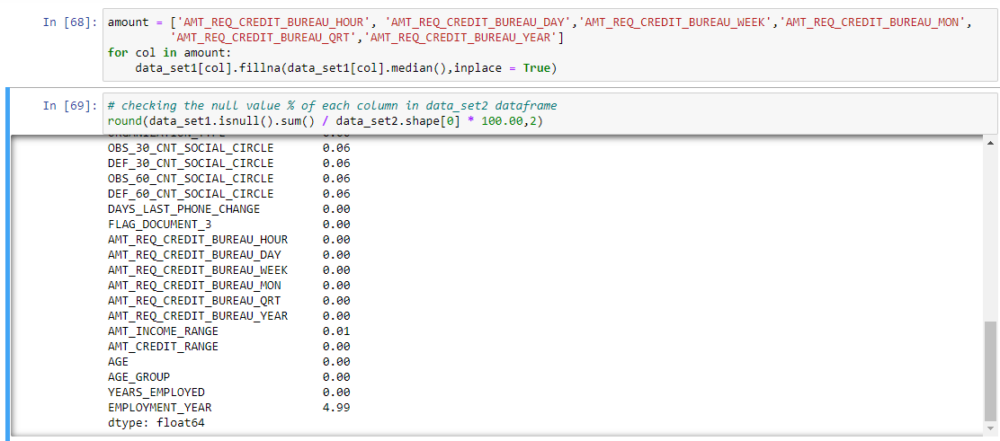 In [68]: amount = ['AMT_REQ_CREDIT_BUREAU_HOUR', 'AMT_REQ_CREDIT_BUREAU_DAY','AMT_REQ_CREDIT_BUREAU_WEEK','AMT_REQ_CREDIT_BUREAU_MON',
'AMT_REQ_CREDIT_BUREAU_QRT','AMT_REQ_CREDIT_BUREAU_YEAR']
for col in amount:
data_set1[col].fillna(data_set1[col].median(),inplace = True)
In [69]: # checking the null value % of each column in data_set2 dataframe
round(data_set1.isnull().sum() / data_set2.shape[0] * 100.00,2)
OBS_30_CNT_SOCIAL_CIRCLE 0.06
DEF_30_CNT_SOCIAL_CIRCLE 0.06
OBS_60_CNT_SOCIAL_CIRCLE 0.06
DEF_60_CNT_SOCIAL_CIRCLE 0.06
DAYS_LAST_PHONE_CHANGE 0.00
FLAG_DOCUMENT_3 0.00
AMT_REQ_CREDIT_BUREAU_HOUR 0.00
AMT_REQ_CREDIT_BUREAU_DAY 0.00
AMT_REQ_CREDIT_BUREAU_WEEK 0.00
AMT_REQ_CREDIT_BUREAU_MON 0.00
AMT_REQ_CREDIT_BUREAU_QRT 0.00
AMT_REQ_CREDIT_BUREAU_YEAR 0.00
AMT_INCOME_RANGE 0.01
AMT_CREDIT_RANGE 0.00
AGE 0.00
AGE_GROUP 0.00
YEARS_EMPLOYED 0.00
EMPLOYMENT_YEAR 4.99
dtype: float64